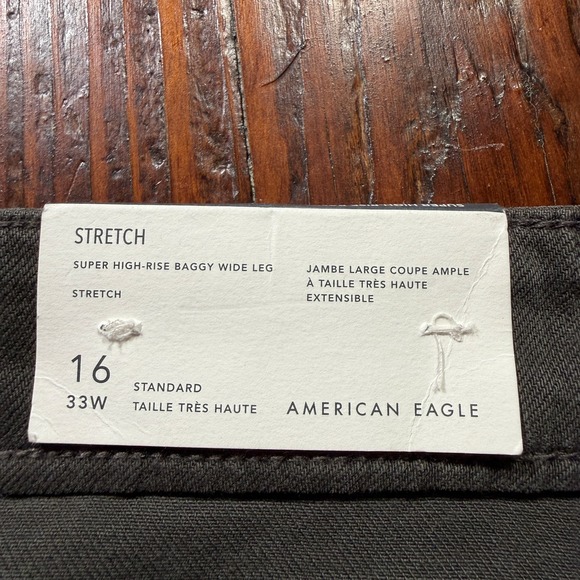 STRETCH
SUPER HIGH-RISE BAGGY WIDE LEG
STRETCH
JAMBE LARGE COUPE AMPLE
À TAILLE TRÈS HAUTE
EXTENSIBLE
16
33W
STANDARD
TAILLE TRÈS HAUTE
AMERICAN EAGLE